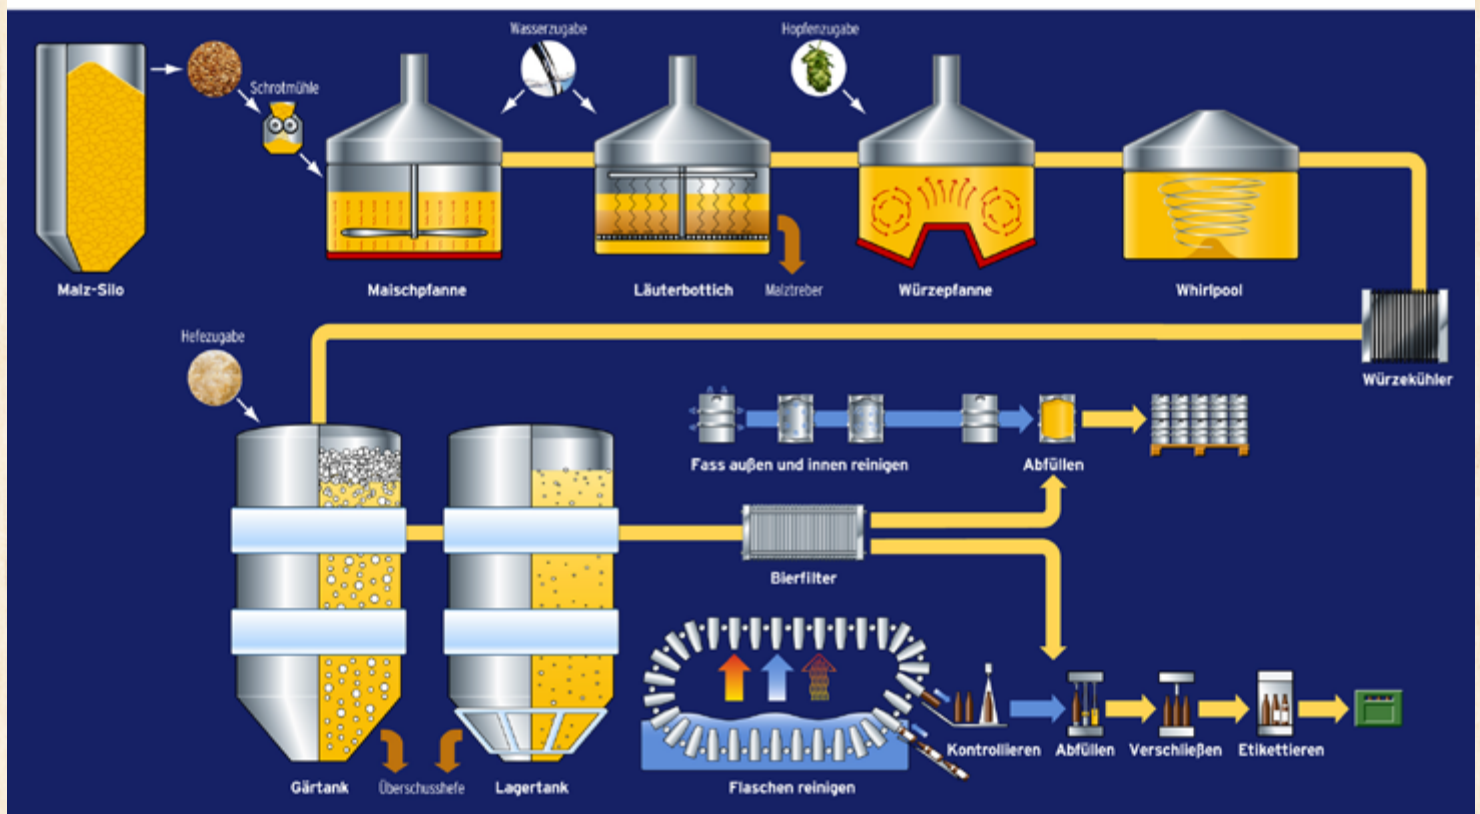 Wasserzugabe
Hopfenzugabe
Schrotmühle
Malz-Silo
Maischpfanne
Läuterbottich
Malztreber
Würzepfanne
Whirlpool
Hefezugabe
Würzekühler
Fass außen und innen reinigen
Abfüllen
Bierfilter
Kontrollieren
Abfüllen
Verschließen
Etikettieren
Gärtank
Überschusshefe
Lagertank
Flaschen reinigen